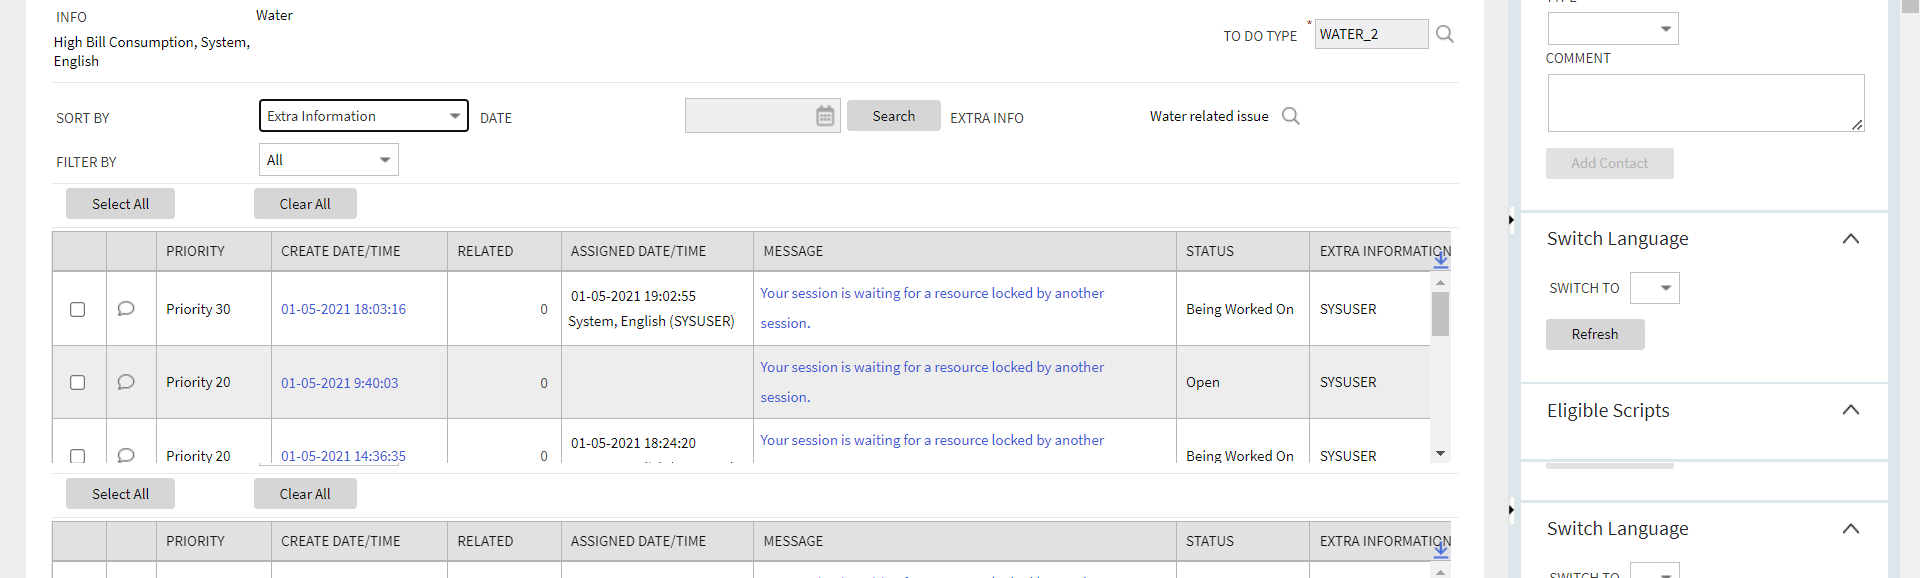 INFO
Water
High Bill Consumption, System,
English
TO DO TYPE * WATER_2
SORT BY Extra Information DATE Search EXTRA INFO Water related issue
FILTER BY All
Select All Clear All
PRIORITY CREATE DATE/TIME RELATED ASSIGNED DATE/TIME MESSAGE STATUS EXTRA INFORMATION
Priority 30 01-05-2021 18:03:16 0 01-05-2021 19:02:55 Your session is waiting for a resource locked by another Being Worked On SYSUSER
System, English (SYSUSER) session.
Priority 20 01-05-2021 9:40:03 0 Your session is waiting for a resource locked by another Open SYSUSER
session.
Priority 20 01-05-2021 14:36:35 0 01-05-2021 18:24:20 Your session is waiting for a resource locked by another Being Worked On SYSUSER
Select All Clear All
PRIORITY CREATE DATE/TIME RELATED ASSIGNED DATE/TIME MESSAGE STATUS EXTRA INFORMATION
COMMENT
Add Contact
Switch Language
SWITCH TO
Refresh
Eligible Scripts
Switch Language
SWITCH TO